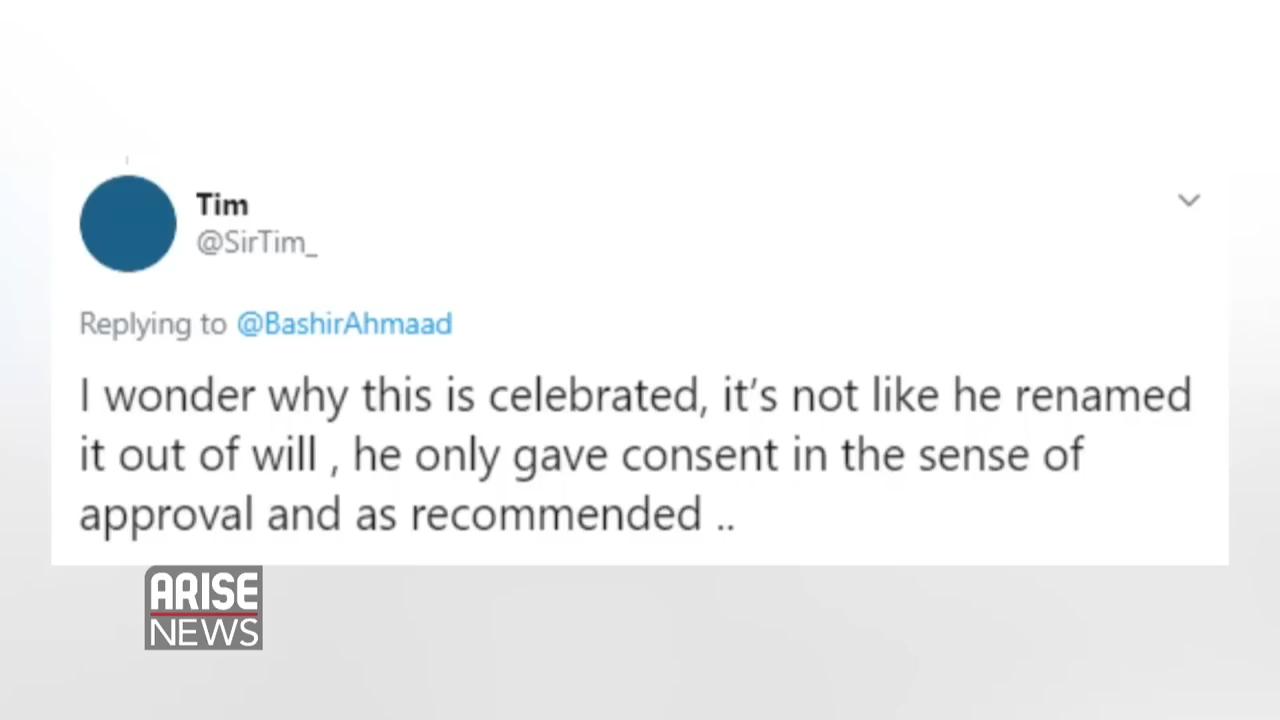 Tim
@SirTim_
Replying to @BashirAhmaad
I wonder why this is celebrated, it's not like he renamed
it out of will , he only gave consent in the sense of
approval and as recommended ..
ARISE
NEWS